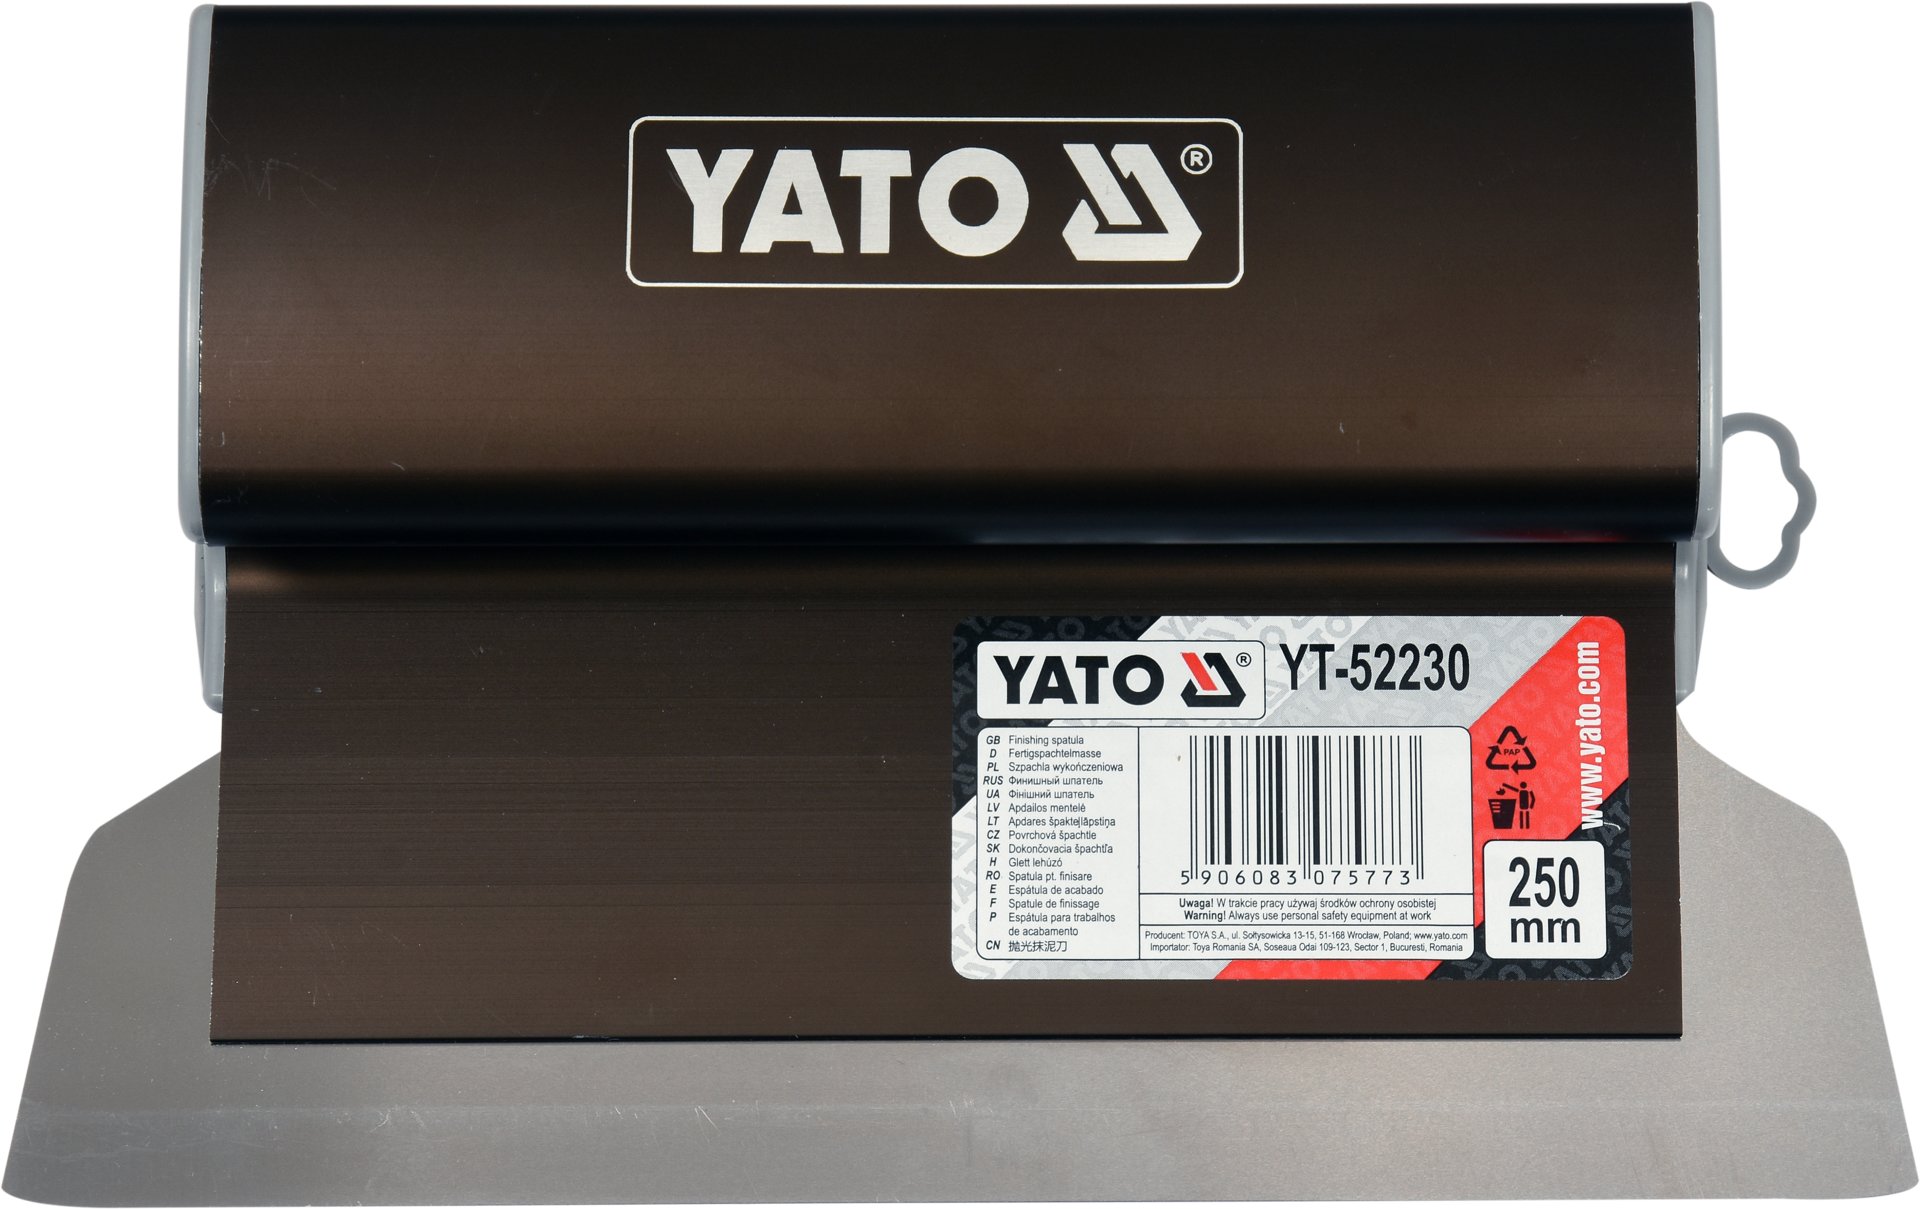 YATO ®
YATO ® YT-52230
www.yato.com
GB Finishing spatula
D Fertigspachtelmasse
PL Szpachla wykończeniowa
RUS Финишный шпатель
UA Фінішний шпатель
LV Apdailos mentelė
LT Apdares špakteļlāpstiņa
CZ Povrchová špachtle
SK Dokončovacia špachtľa
H Glett lehúzó
RO Spatula pt. finisare
E Espátula de acabado
F Spatule de finissage
P Espátula para trabalhos
de acabamento
CN 抛光抹泥刀
5 906083 075773
Uwaga! W trakcie pracy używaj środków ochrony osobistej
Warning! Always use personal safety equipment at work
Producent: TOYA S.A., ul. Sołtysowicka 13-15, 51-168 Wrocław, Poland; www.yato.com
Importator: Toya Romania SA, Soseaua Odai 109-123, Sector 1, Bucuresti, Romania
PAP
250
mm